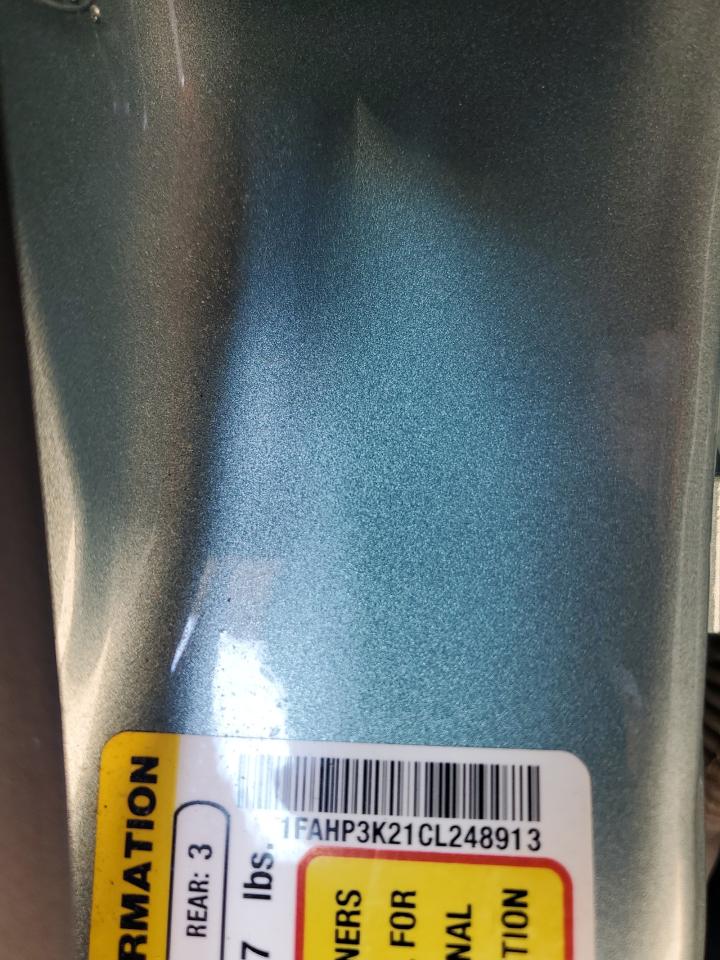 1FAHP3K21CL248913
RMATION
REAR: 3
7 lbs.
NERS
FOR
NAL
TION